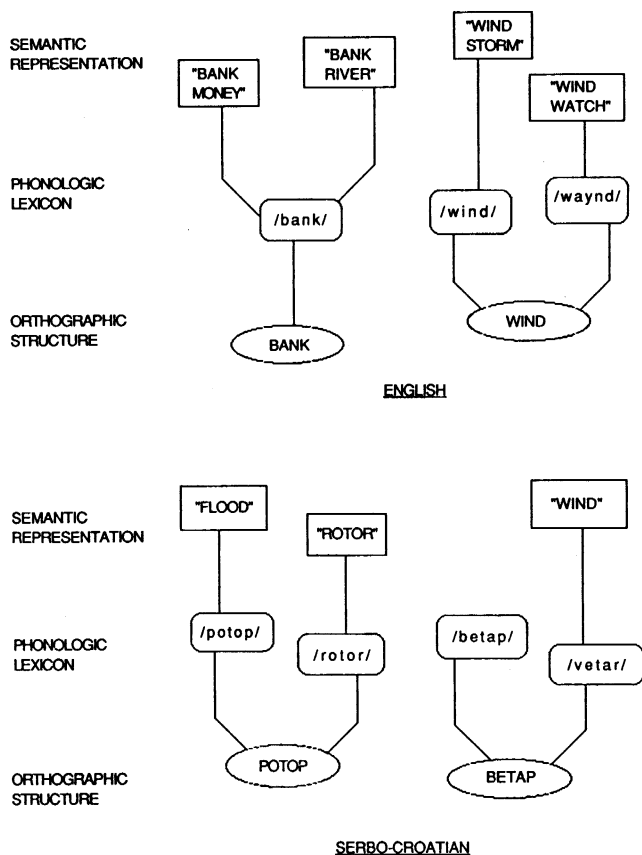 SEMANTIC
REPRESENTATION
"BANK
MONEY"
"BANK
RIVER"
"WIND
STORM"
"WIND
WATCH"
PHONOLOGIC
LEXICON
/bank/
/wind/
/waynd/
ORTHOGRAPHIC
STRUCTURE
BANK
WIND
ENGLISH
SEMANTIC
REPRESENTATION
"FLOOD"
"ROTOR"
"WIND"
PHONOLOGIC
LEXICON
/potop/
/rotor/
/betap/
/vetar/
ORTHOGRAPHIC
STRUCTURE
POTOP
BETAP
SERBO-CROATIAN